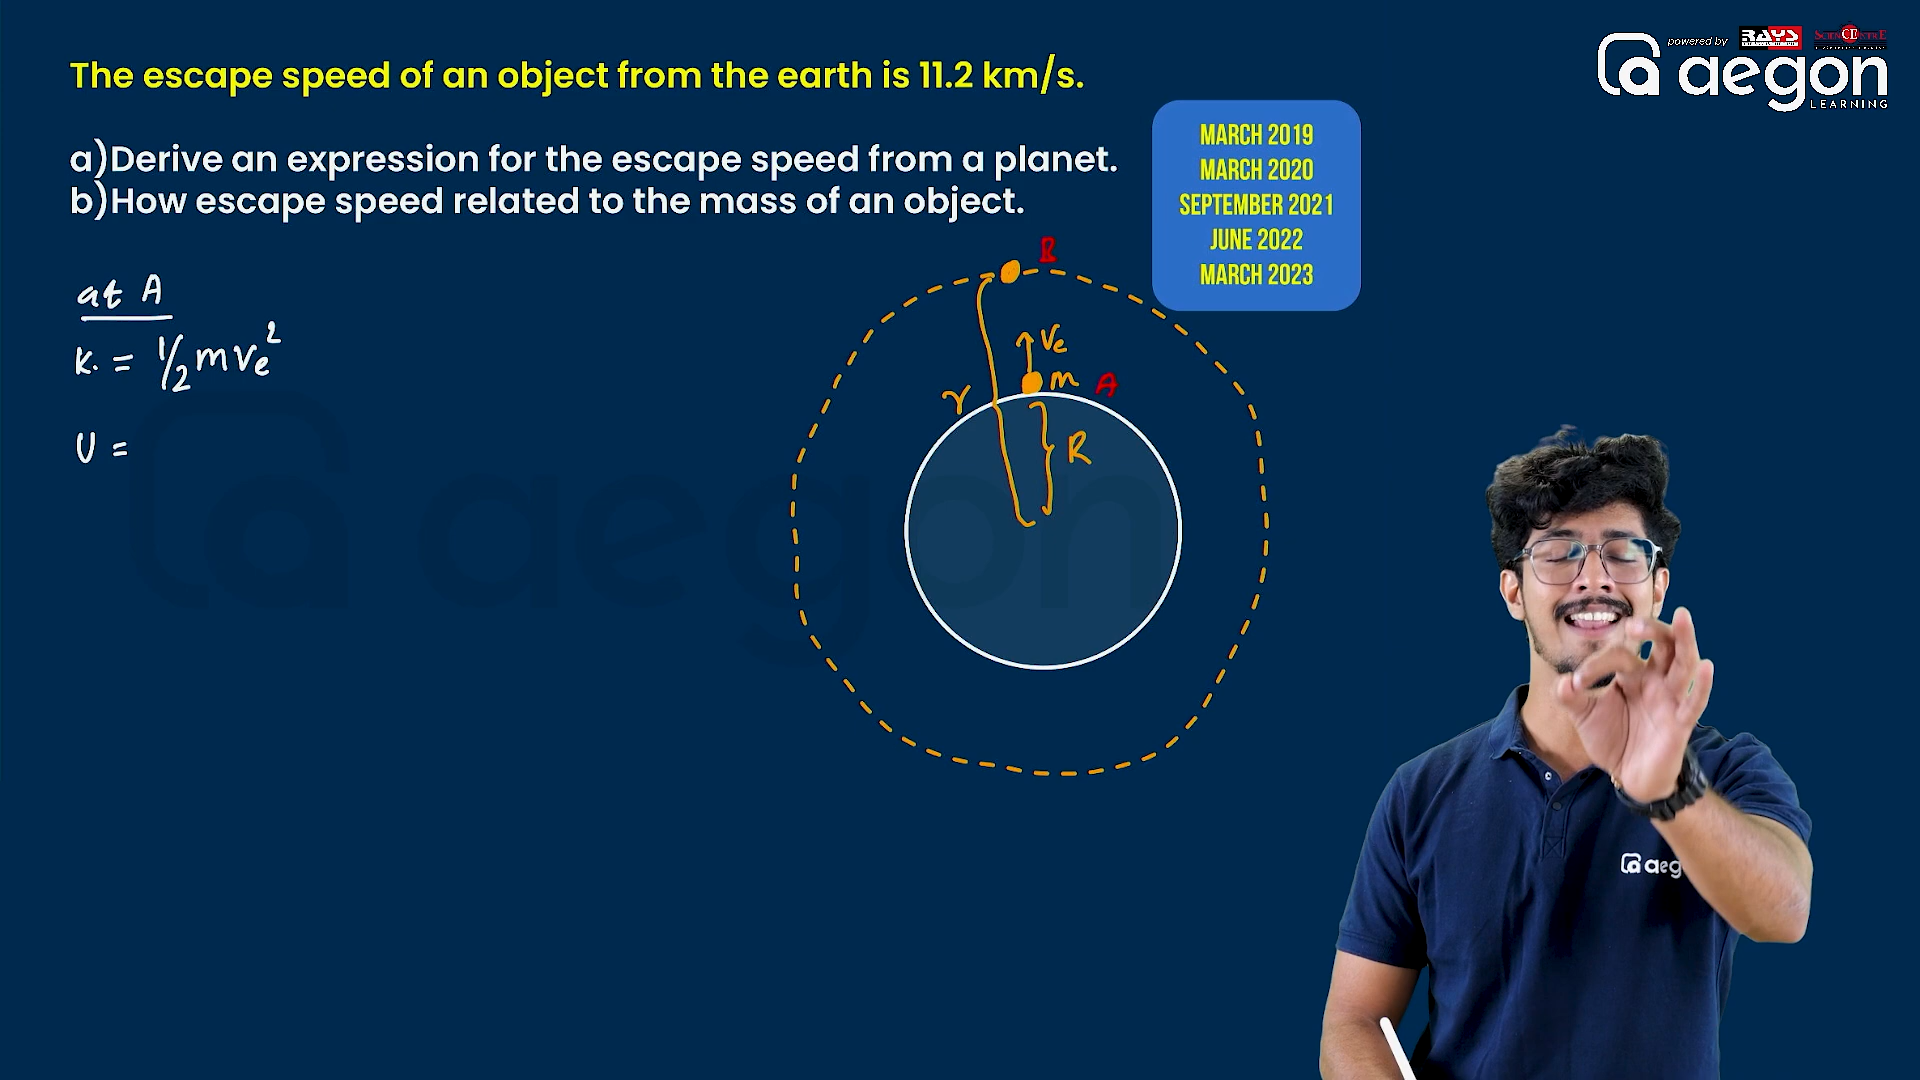 The escape speed of an object from the earth is 11.2 km/s.
powered by RAYS
aegon
LEARNING
a)Derive an expression for the escape speed from a planet.
b)How escape speed related to the mass of an object.
MARCH 2019
MARCH 2020
SEPTEMBER 2021
JUNE 2022
MARCH 2023
at A
K. = 1/2 mve²
U =
B
ve
m A
r
R
aegon
aeg